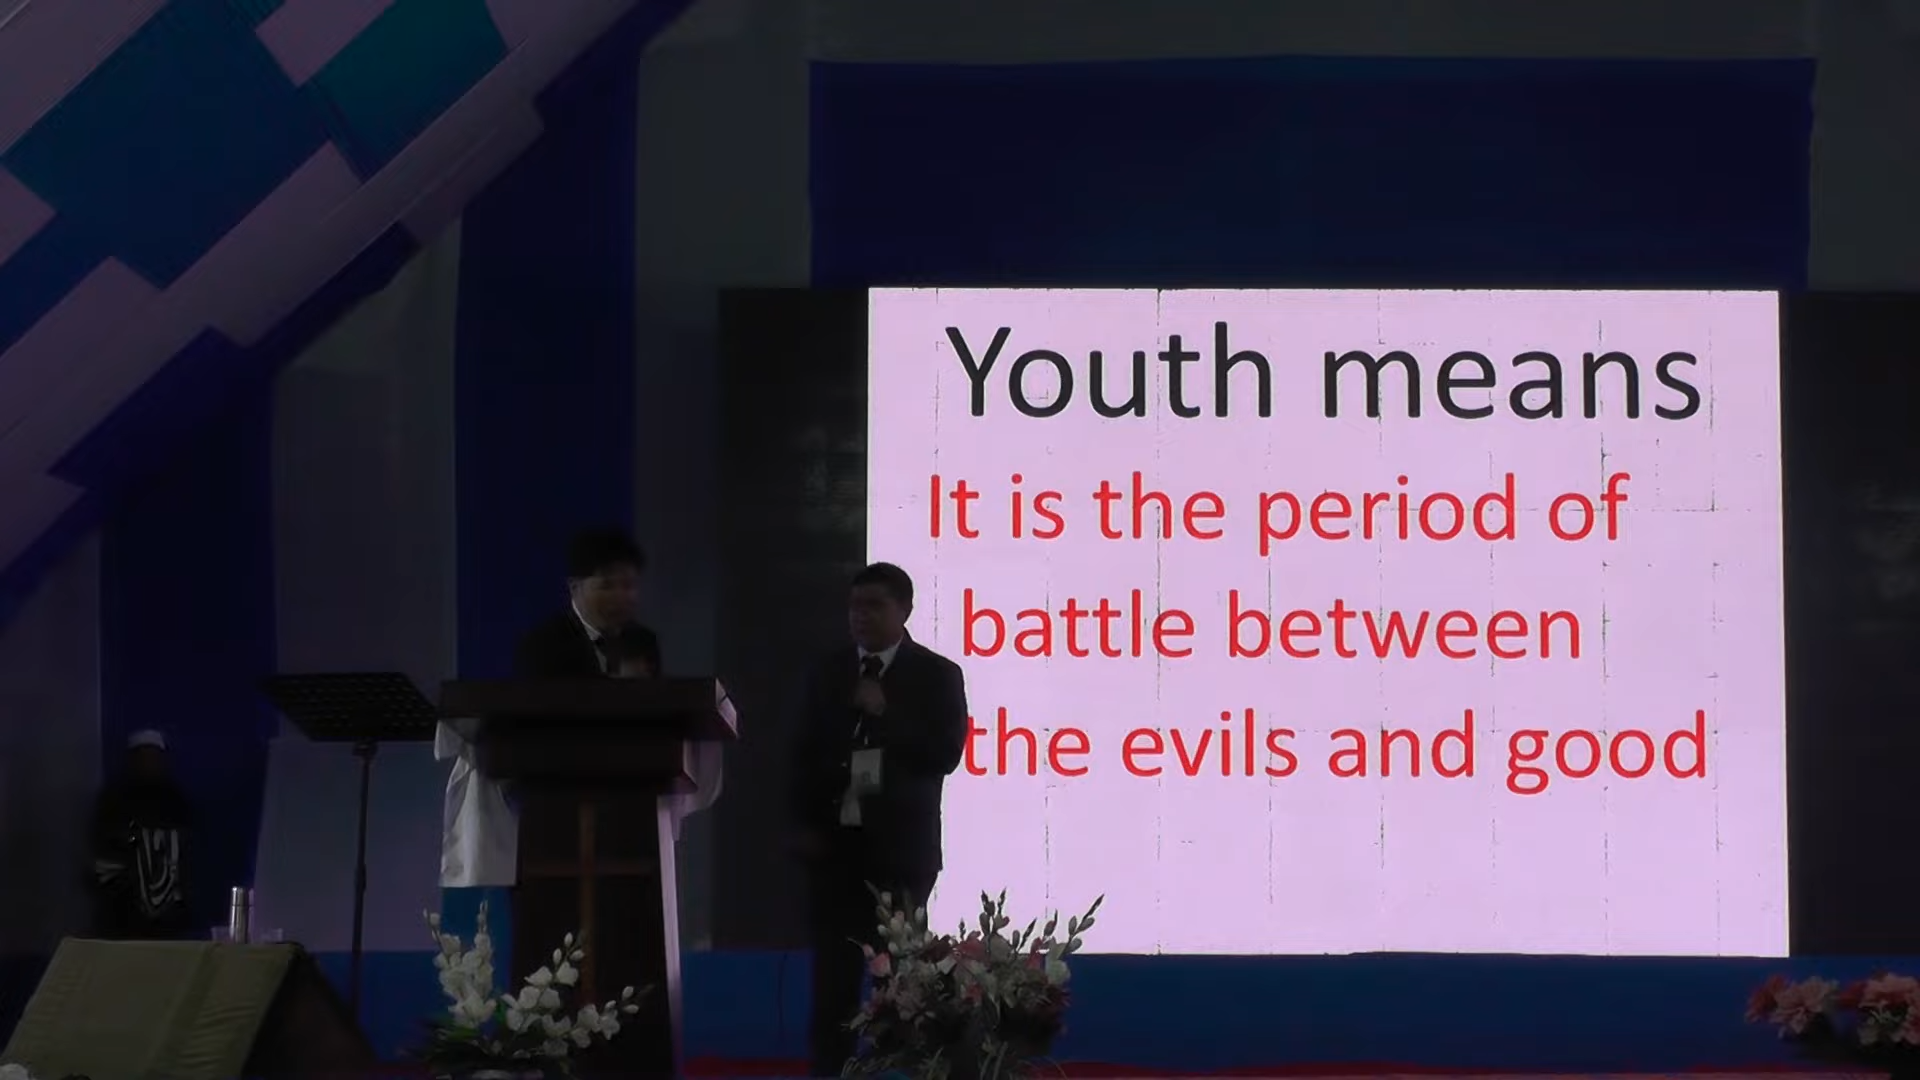 Youth means
It is the period of
battle between
the evils and good